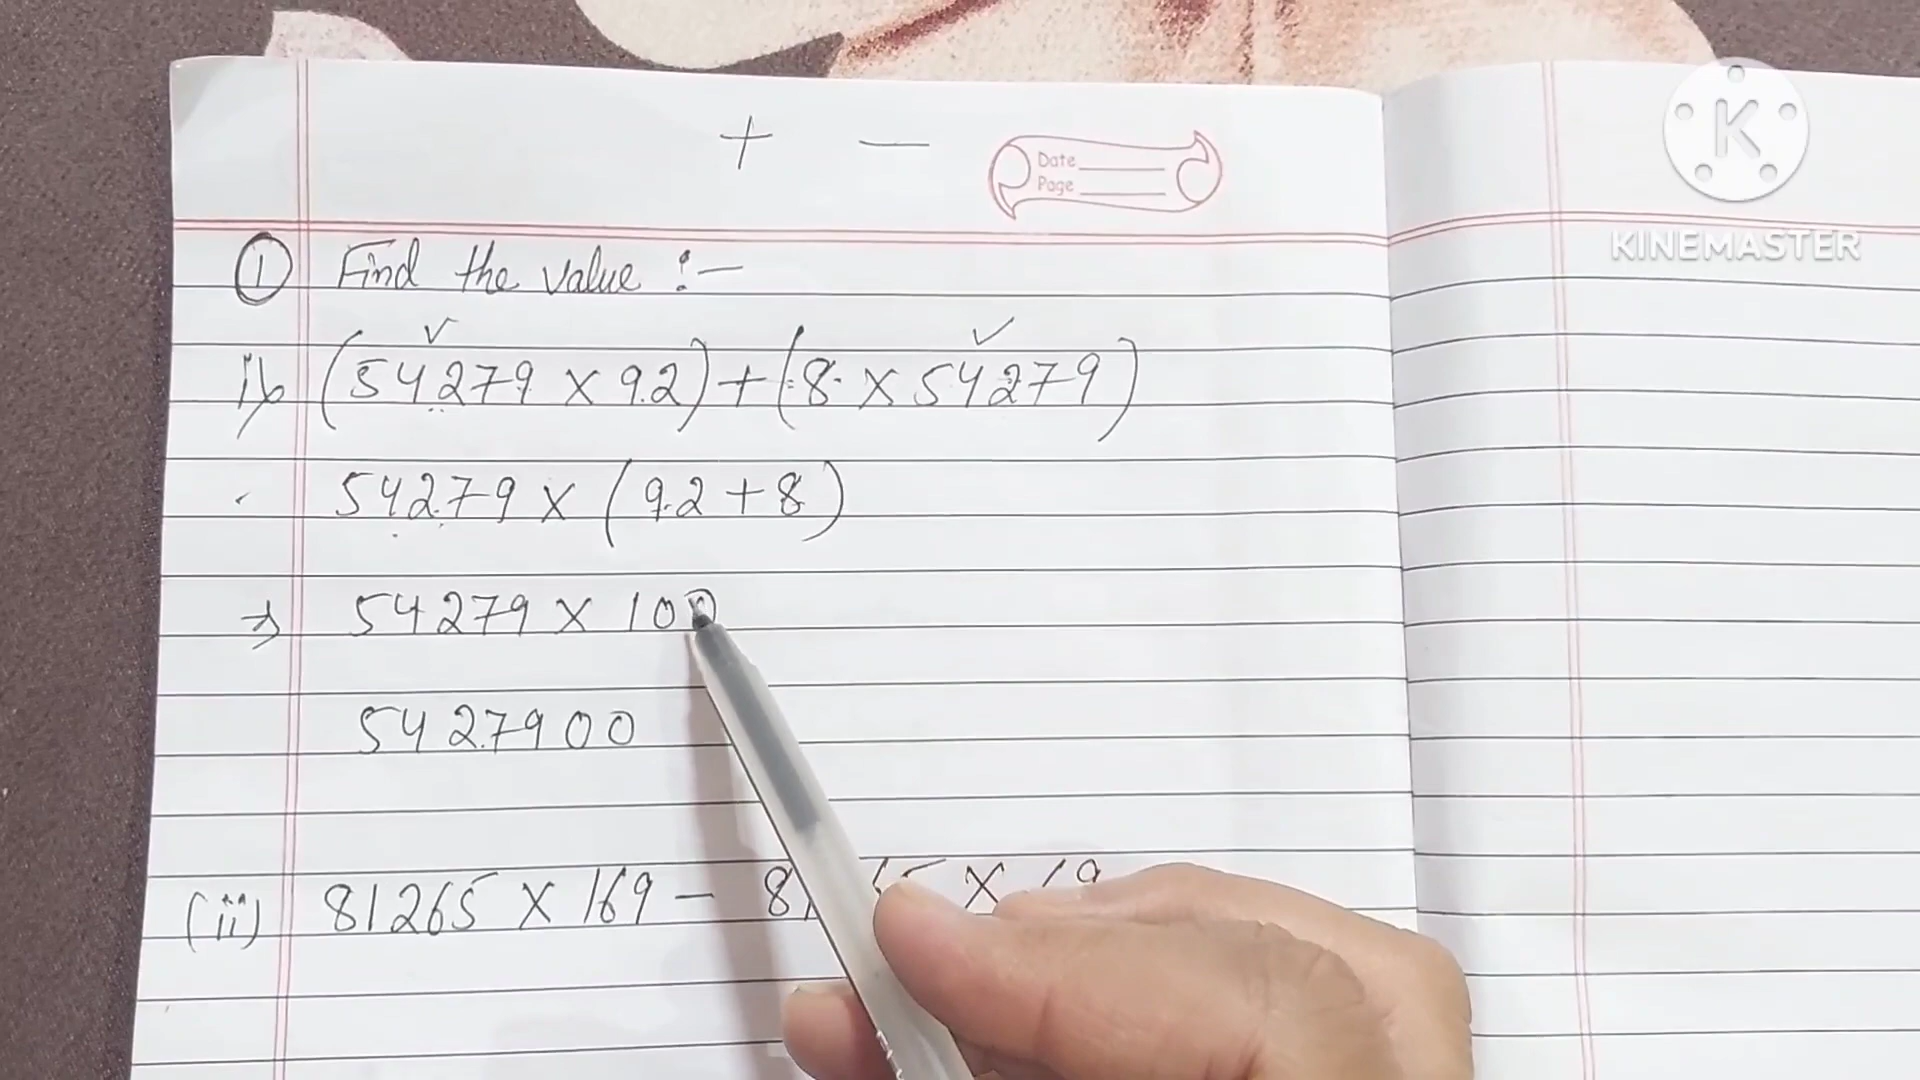 + −
Date
Page
K
KINEMASTER
① Find the value :−
i) (54279 × 92) + (8 × 54279)
54279 × (92 + 8)
⇒ 54279 × 100
5427900
(ii) 81265 × 169 −